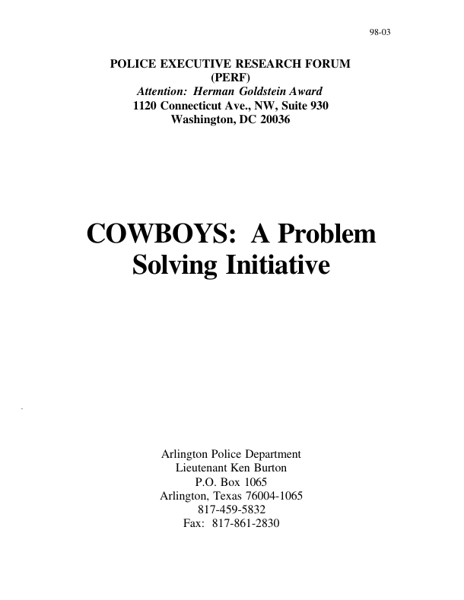 98-03
POLICE EXECUTIVE RESEARCH FORUM
(PERF)
Attention: Herman Goldstein Award
1120 Connecticut Ave., NW, Suite 930
Washington, DC 20036
COWBOYS: A Problem
Solving Initiative
Arlington Police Department
Lieutenant Ken Burton
P.O. Box 1065
Arlington, Texas 76004-1065
817-459-5832
Fax: 817-861-2830